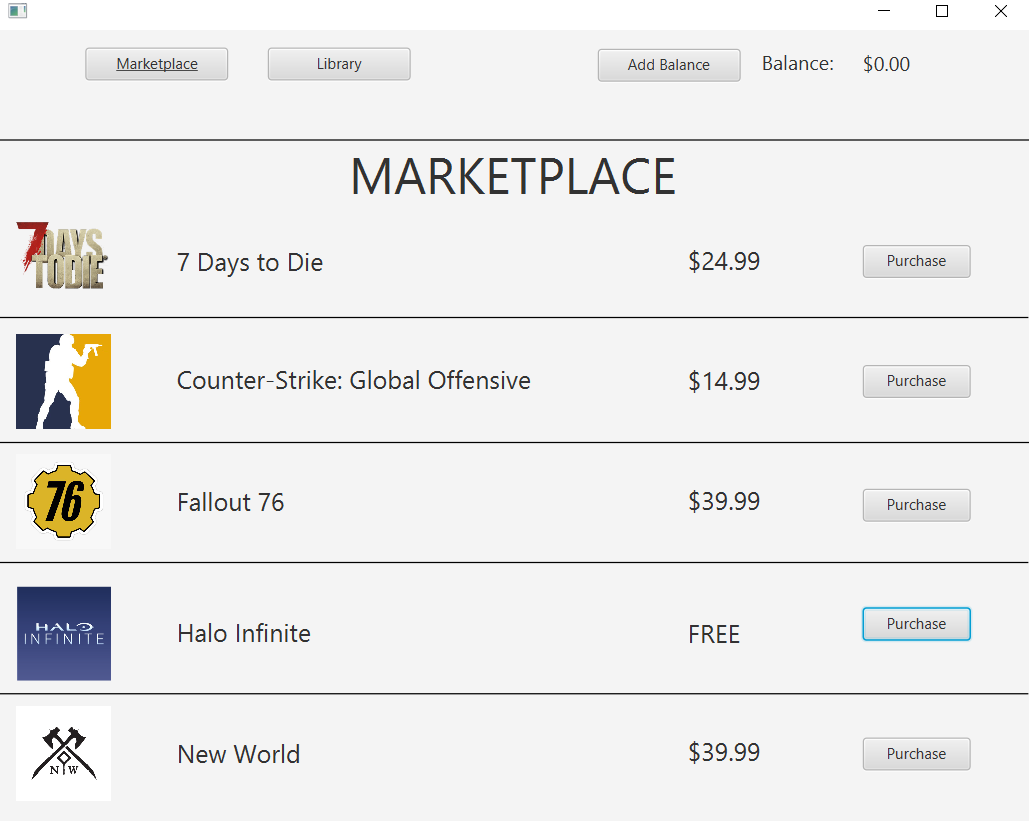 Marketplace
Library
Add Balance
Balance:
$0.00
MARKETPLACE
7 DAYS
TO DIE
7 Days to Die
$24.99
Purchase
Counter-Strike: Global Offensive
$14.99
Purchase
76
Fallout 76
$39.99
Purchase
HALO
INFINITE
Halo Infinite
FREE
Purchase
N W
New World
$39.99
Purchase